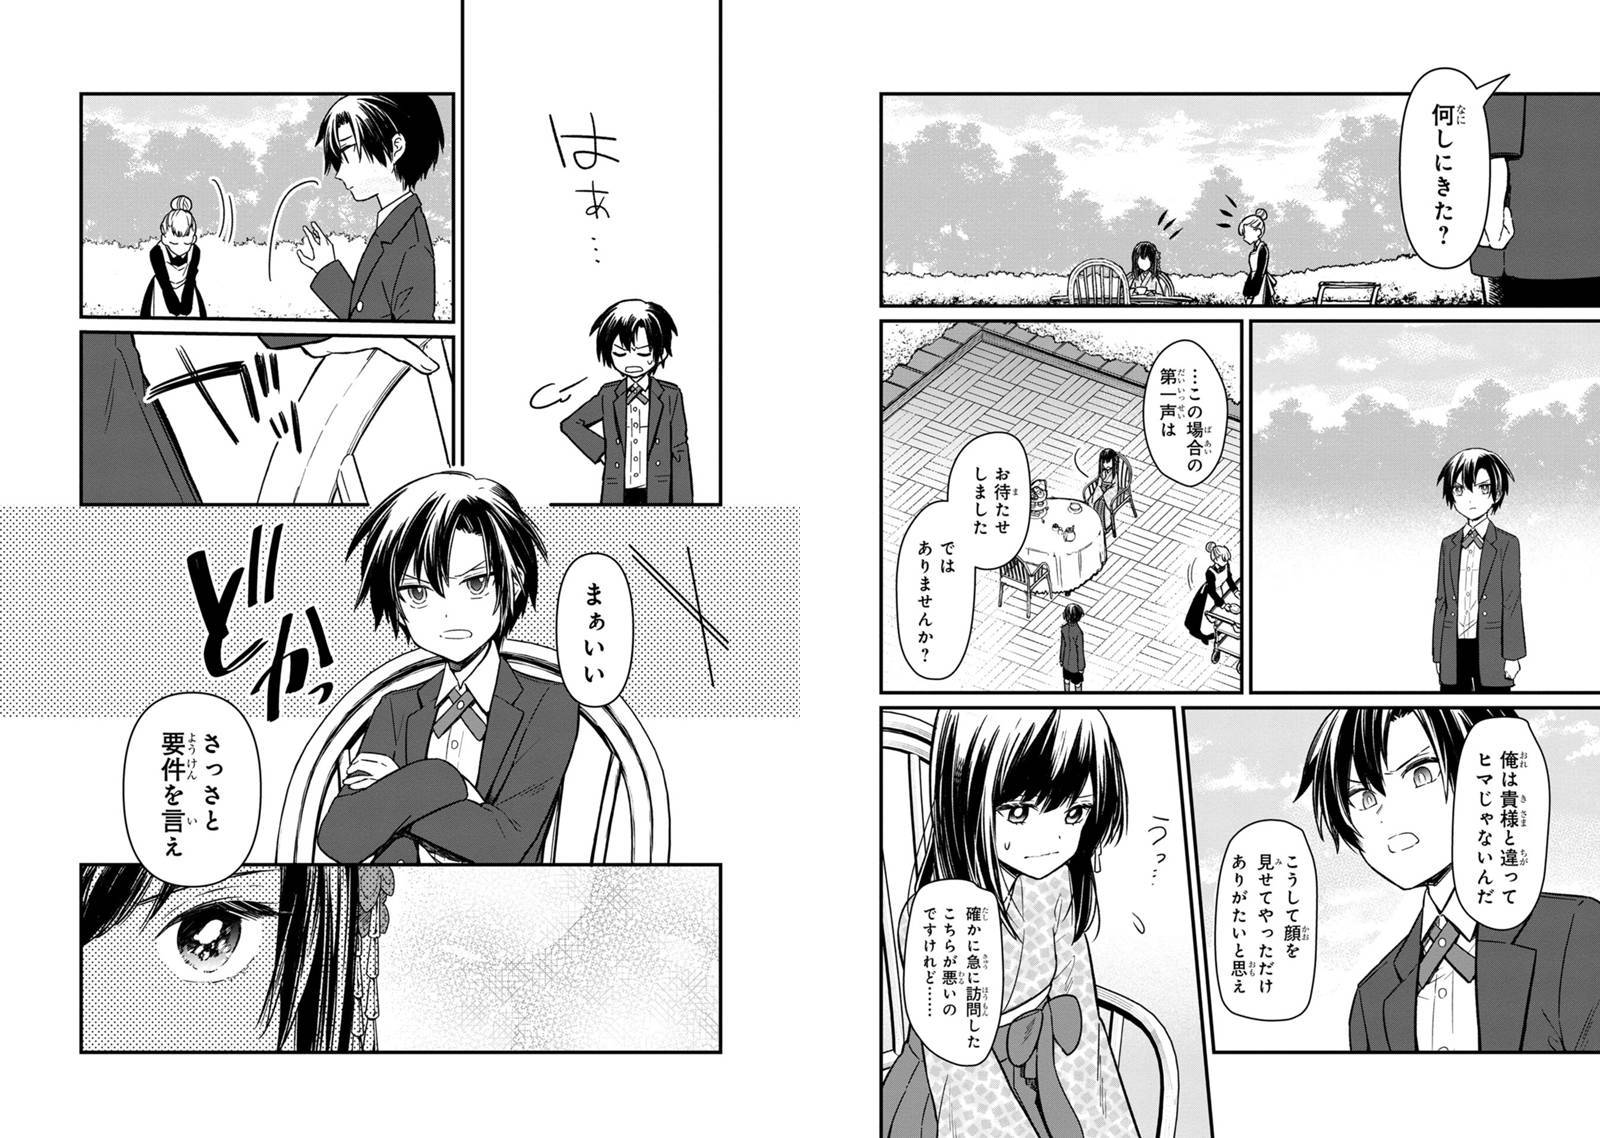 何しにきた？
…この場合の
第一声は
お待たせ
しました
では
ありませんか？
俺は貴様と違って
ヒマじゃないんだ
こうして顔を
見せてやっただけ
ありがたいと思え
うっ…
確かに急に訪問した
こちらが悪いの
ですけれど……
はぁ…
まぁいい
ドカっ
さっさと
要件を言え